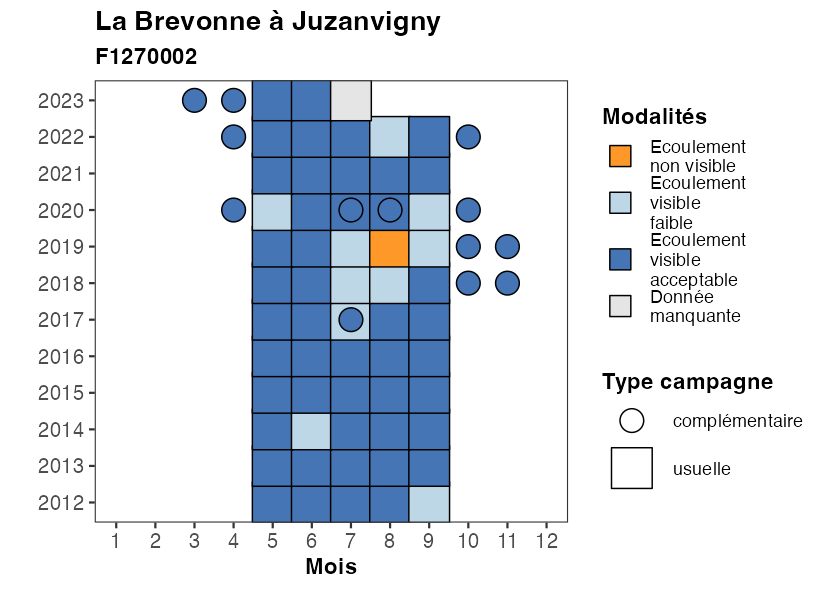 La Brevonne à Juzanvigny
F1270002
2023
2022
2021
2020
2019
2018
2017
2016
2015
2014
2013
2012
1 2 3 4 5 6 7 8 9 10 11 12
Mois
Modalités
Ecoulement
non visible
Ecoulement
visible
faible
Ecoulement
visible
acceptable
Donnée
manquante
Type campagne
complémentaire
usuelle